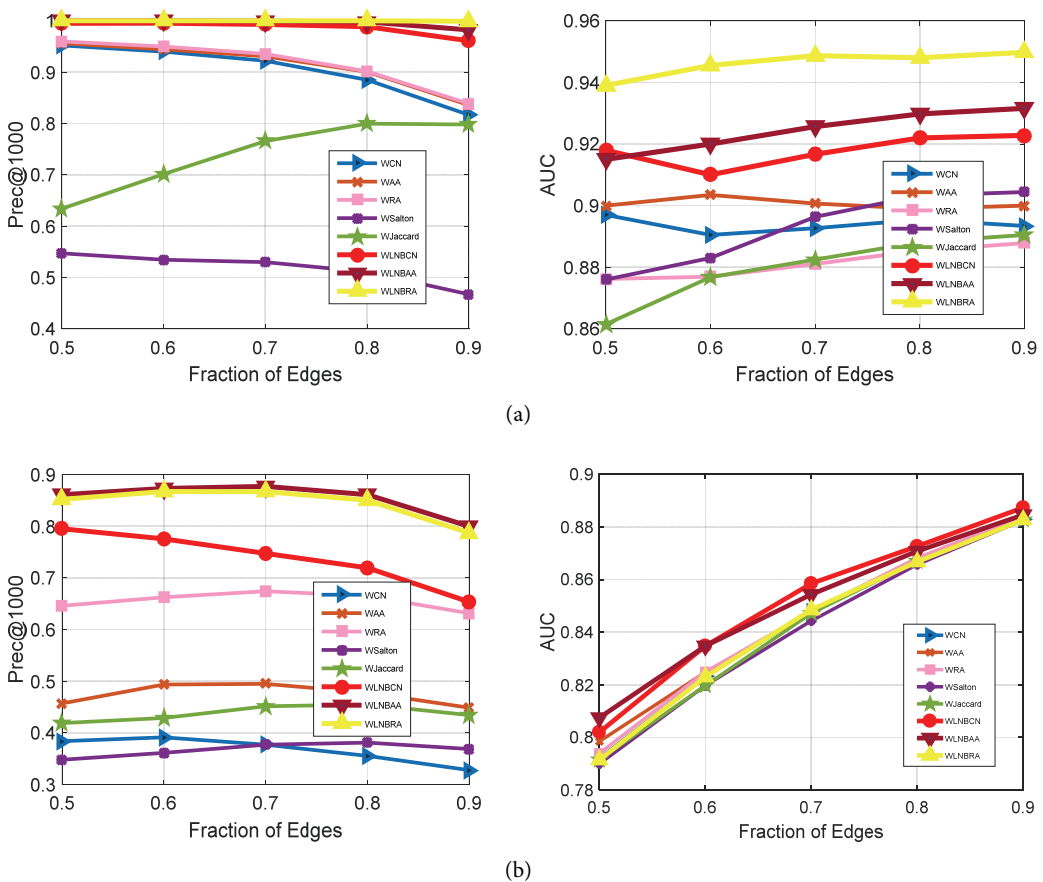 1
0.9
0.8
0.7
0.6
0.5
0.4
Prec@1000
0.5 0.6 0.7 0.8 0.9
Fraction of Edges
WCN
WAA
WRA
WSalton
WJaccard
WLNBCN
WLNBAA
WLNBRA
0.96
0.94
0.92
0.9
0.88
0.86
AUC
0.5 0.6 0.7 0.8 0.9
Fraction of Edges
WCN
WAA
WRA
WSalton
WJaccard
WLNBCN
WLNBAA
WLNBRA
(a)
0.9
0.8
0.7
0.6
0.5
0.4
0.3
Prec@1000
0.5 0.6 0.7 0.8 0.9
Fraction of Edges
WCN
WAA
WRA
WSalton
WJaccard
WLNBCN
WLNBAA
WLNBRA
0.9
0.88
0.86
0.84
0.82
0.8
0.78
AUC
0.5 0.6 0.7 0.8 0.9
Fraction of Edges
WCN
WAA
WRA
WSalton
WJaccard
WLNBCN
WLNBAA
WLNBRA
(b)